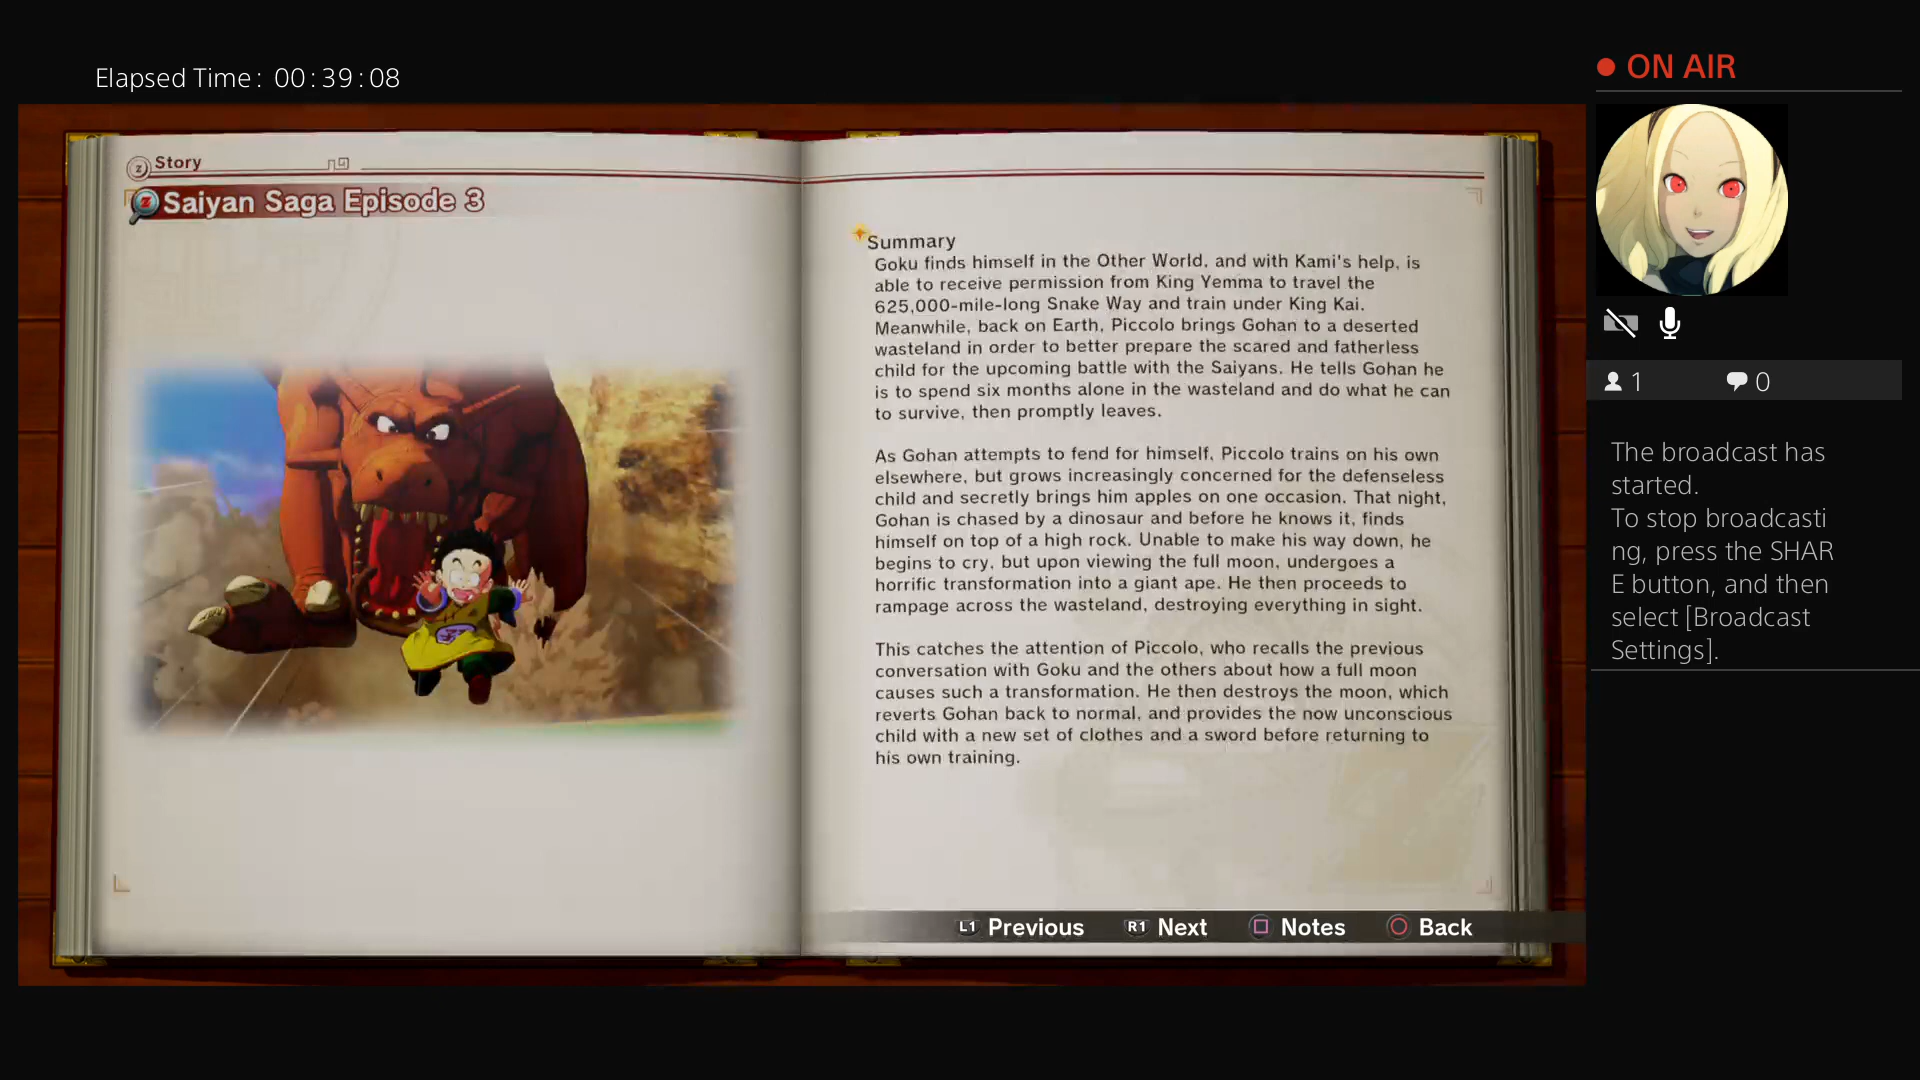 Elapsed Time: 00:39:08
ON AIR
Story
Saiyan Saga Episode 3
Summary
Goku finds himself in the Other World, and with Kami's help, is
able to receive permission from King Yemma to travel the
625,000-mile-long Snake Way and train under King Kai.
Meanwhile, back on Earth, Piccolo brings Gohan to a deserted
wasteland in order to better prepare the scared and fatherless
child for the upcoming battle with the Saiyans. He tells Gohan he
is to spend six months alone in the wasteland and do what he can
to survive, then promptly leaves.
As Gohan attempts to fend for himself, Piccolo trains on his own
elsewhere, but grows increasingly concerned for the defenseless
child and secretly brings him apples on one occasion. That night,
Gohan is chased by a dinosaur and before he knows it, finds
himself on top of a high rock. Unable to make his way down, he
begins to cry, but upon viewing the full moon, undergoes a
horrific transformation into a giant ape. He then proceeds to
rampage across the wasteland, destroying everything in sight.
This catches the attention of Piccolo, who recalls the previous
conversation with Goku and the others about how a full moon
causes such a transformation. He then destroys the moon, which
reverts Gohan back to normal, and provides the now unconscious
child with a new set of clothes and a sword before returning to
his own training.
L1 Previous R1 Next Notes Back
1 0
The broadcast has
started.
To stop broadcasti
ng, press the SHAR
E button, and then
select [Broadcast
Settings].